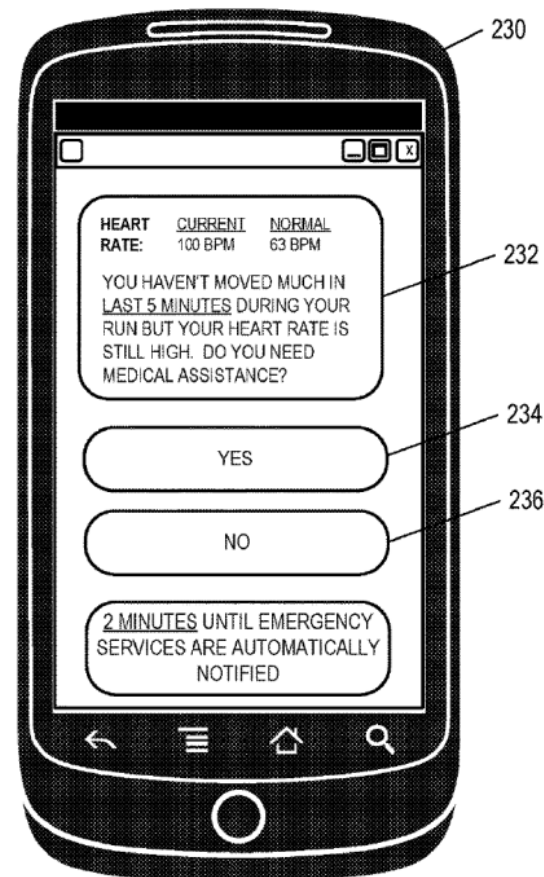 230
X
HEART CURRENT NORMAL
RATE: 100 BPM 63 BPM
232
YOU HAVEN'T MOVED MUCH IN
LAST 5 MINUTES DURING YOUR
RUN BUT YOUR HEART RATE IS
STILL HIGH. DO YOU NEED
MEDICAL ASSISTANCE?
234
YES
236
NO
2 MINUTES UNTIL EMERGENCY
SERVICES ARE AUTOMATICALLY
NOTIFIED